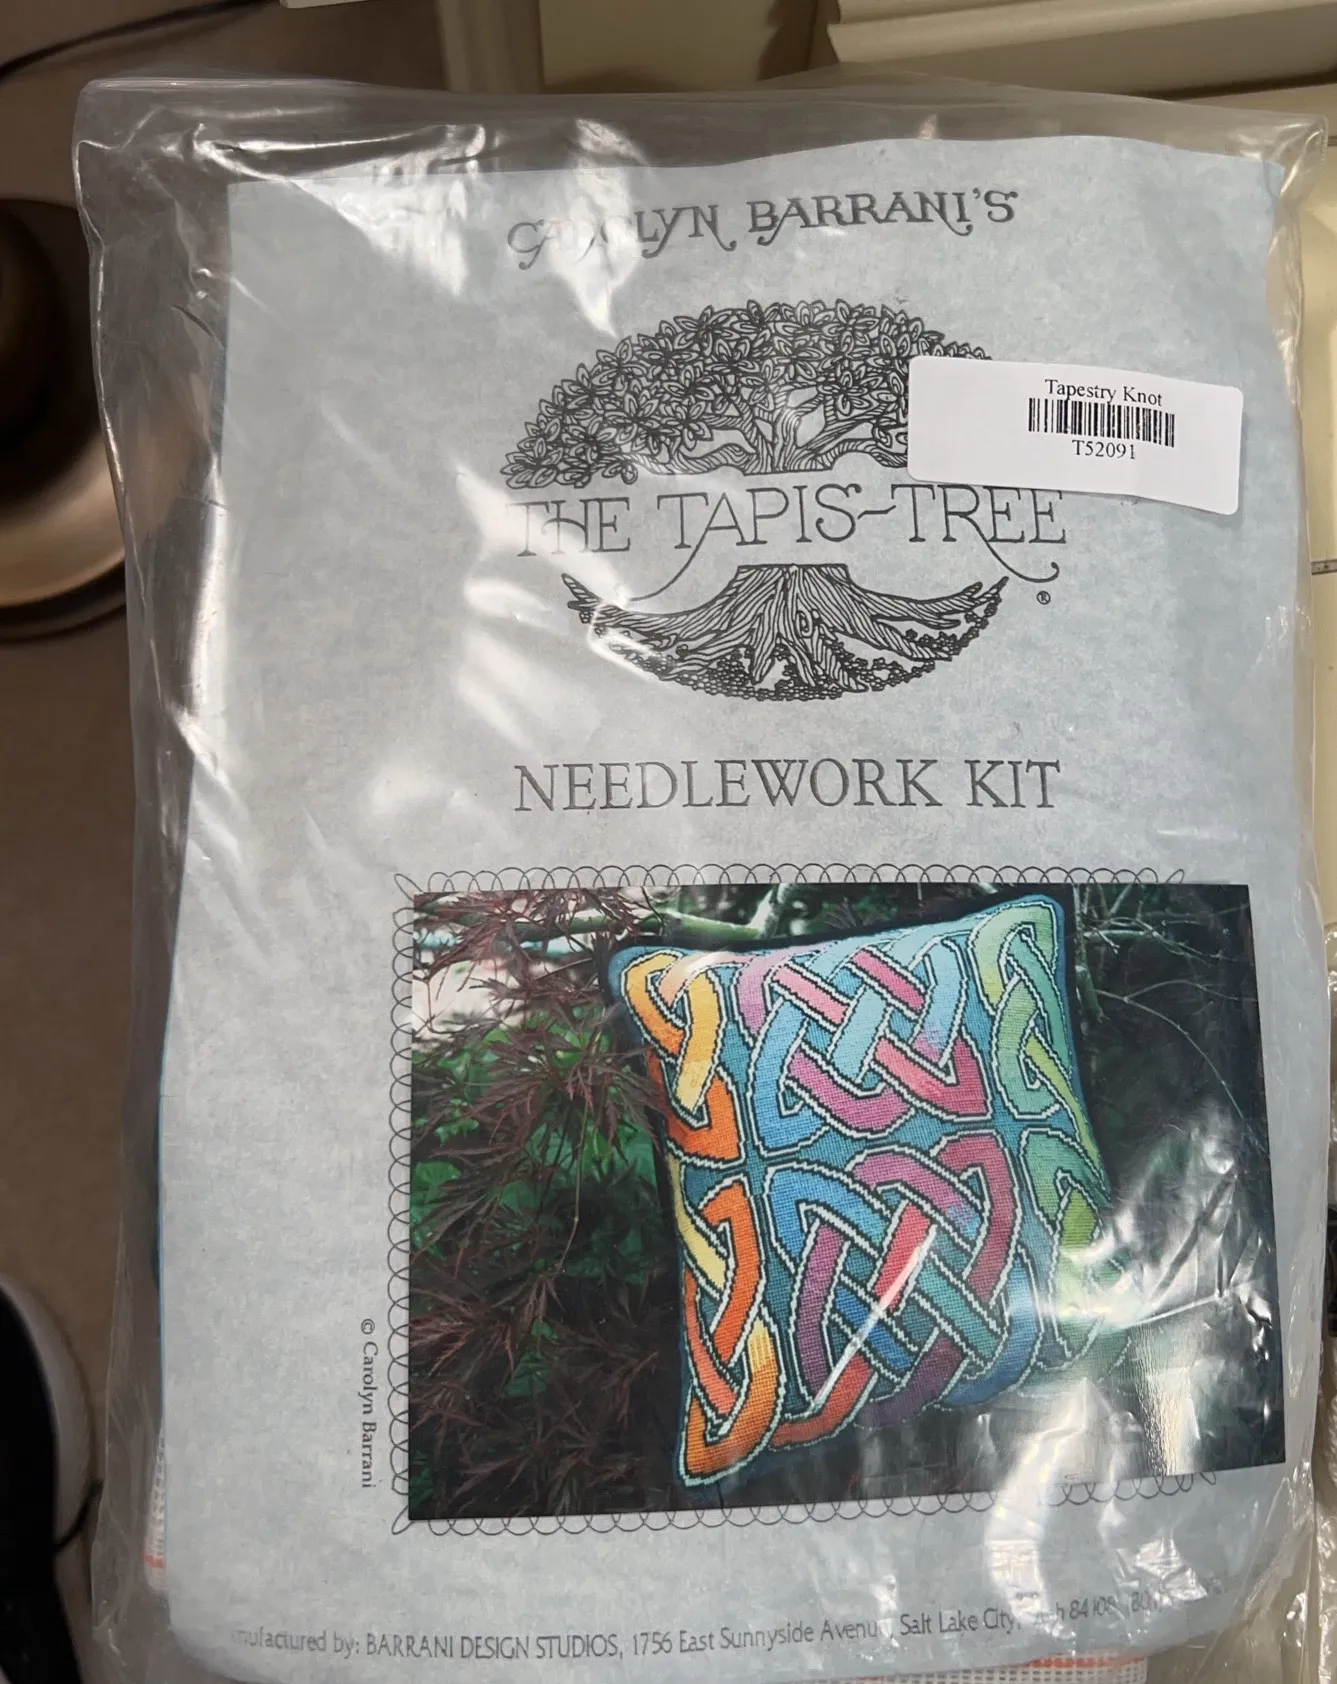 CAROLYN BARRANI'S
Tapestry Knot
T52091
THE TAPIS-TREE
®
NEEDLEWORK KIT
© Carolyn Barrani
BARRANI DESIGN STUDIOS, 1756 East Sunnyside Salt Lake City,